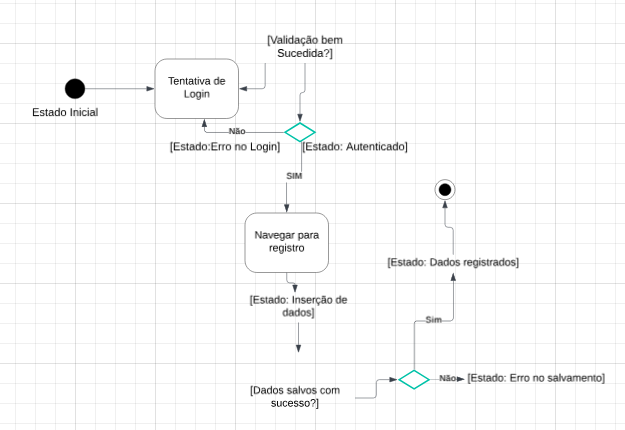 [Validação bem
Sucedida?]
Tentativa de
Login
Estado Inicial
Não
[Estado:Erro no Login]
[Estado: Autenticado]
SIM
Navegar para
registro
[Estado: Dados registrados]
[Estado: Inserção de
dados]
Sim
Não
[Estado: Erro no salvamento]
[Dados salvos com
sucesso?]